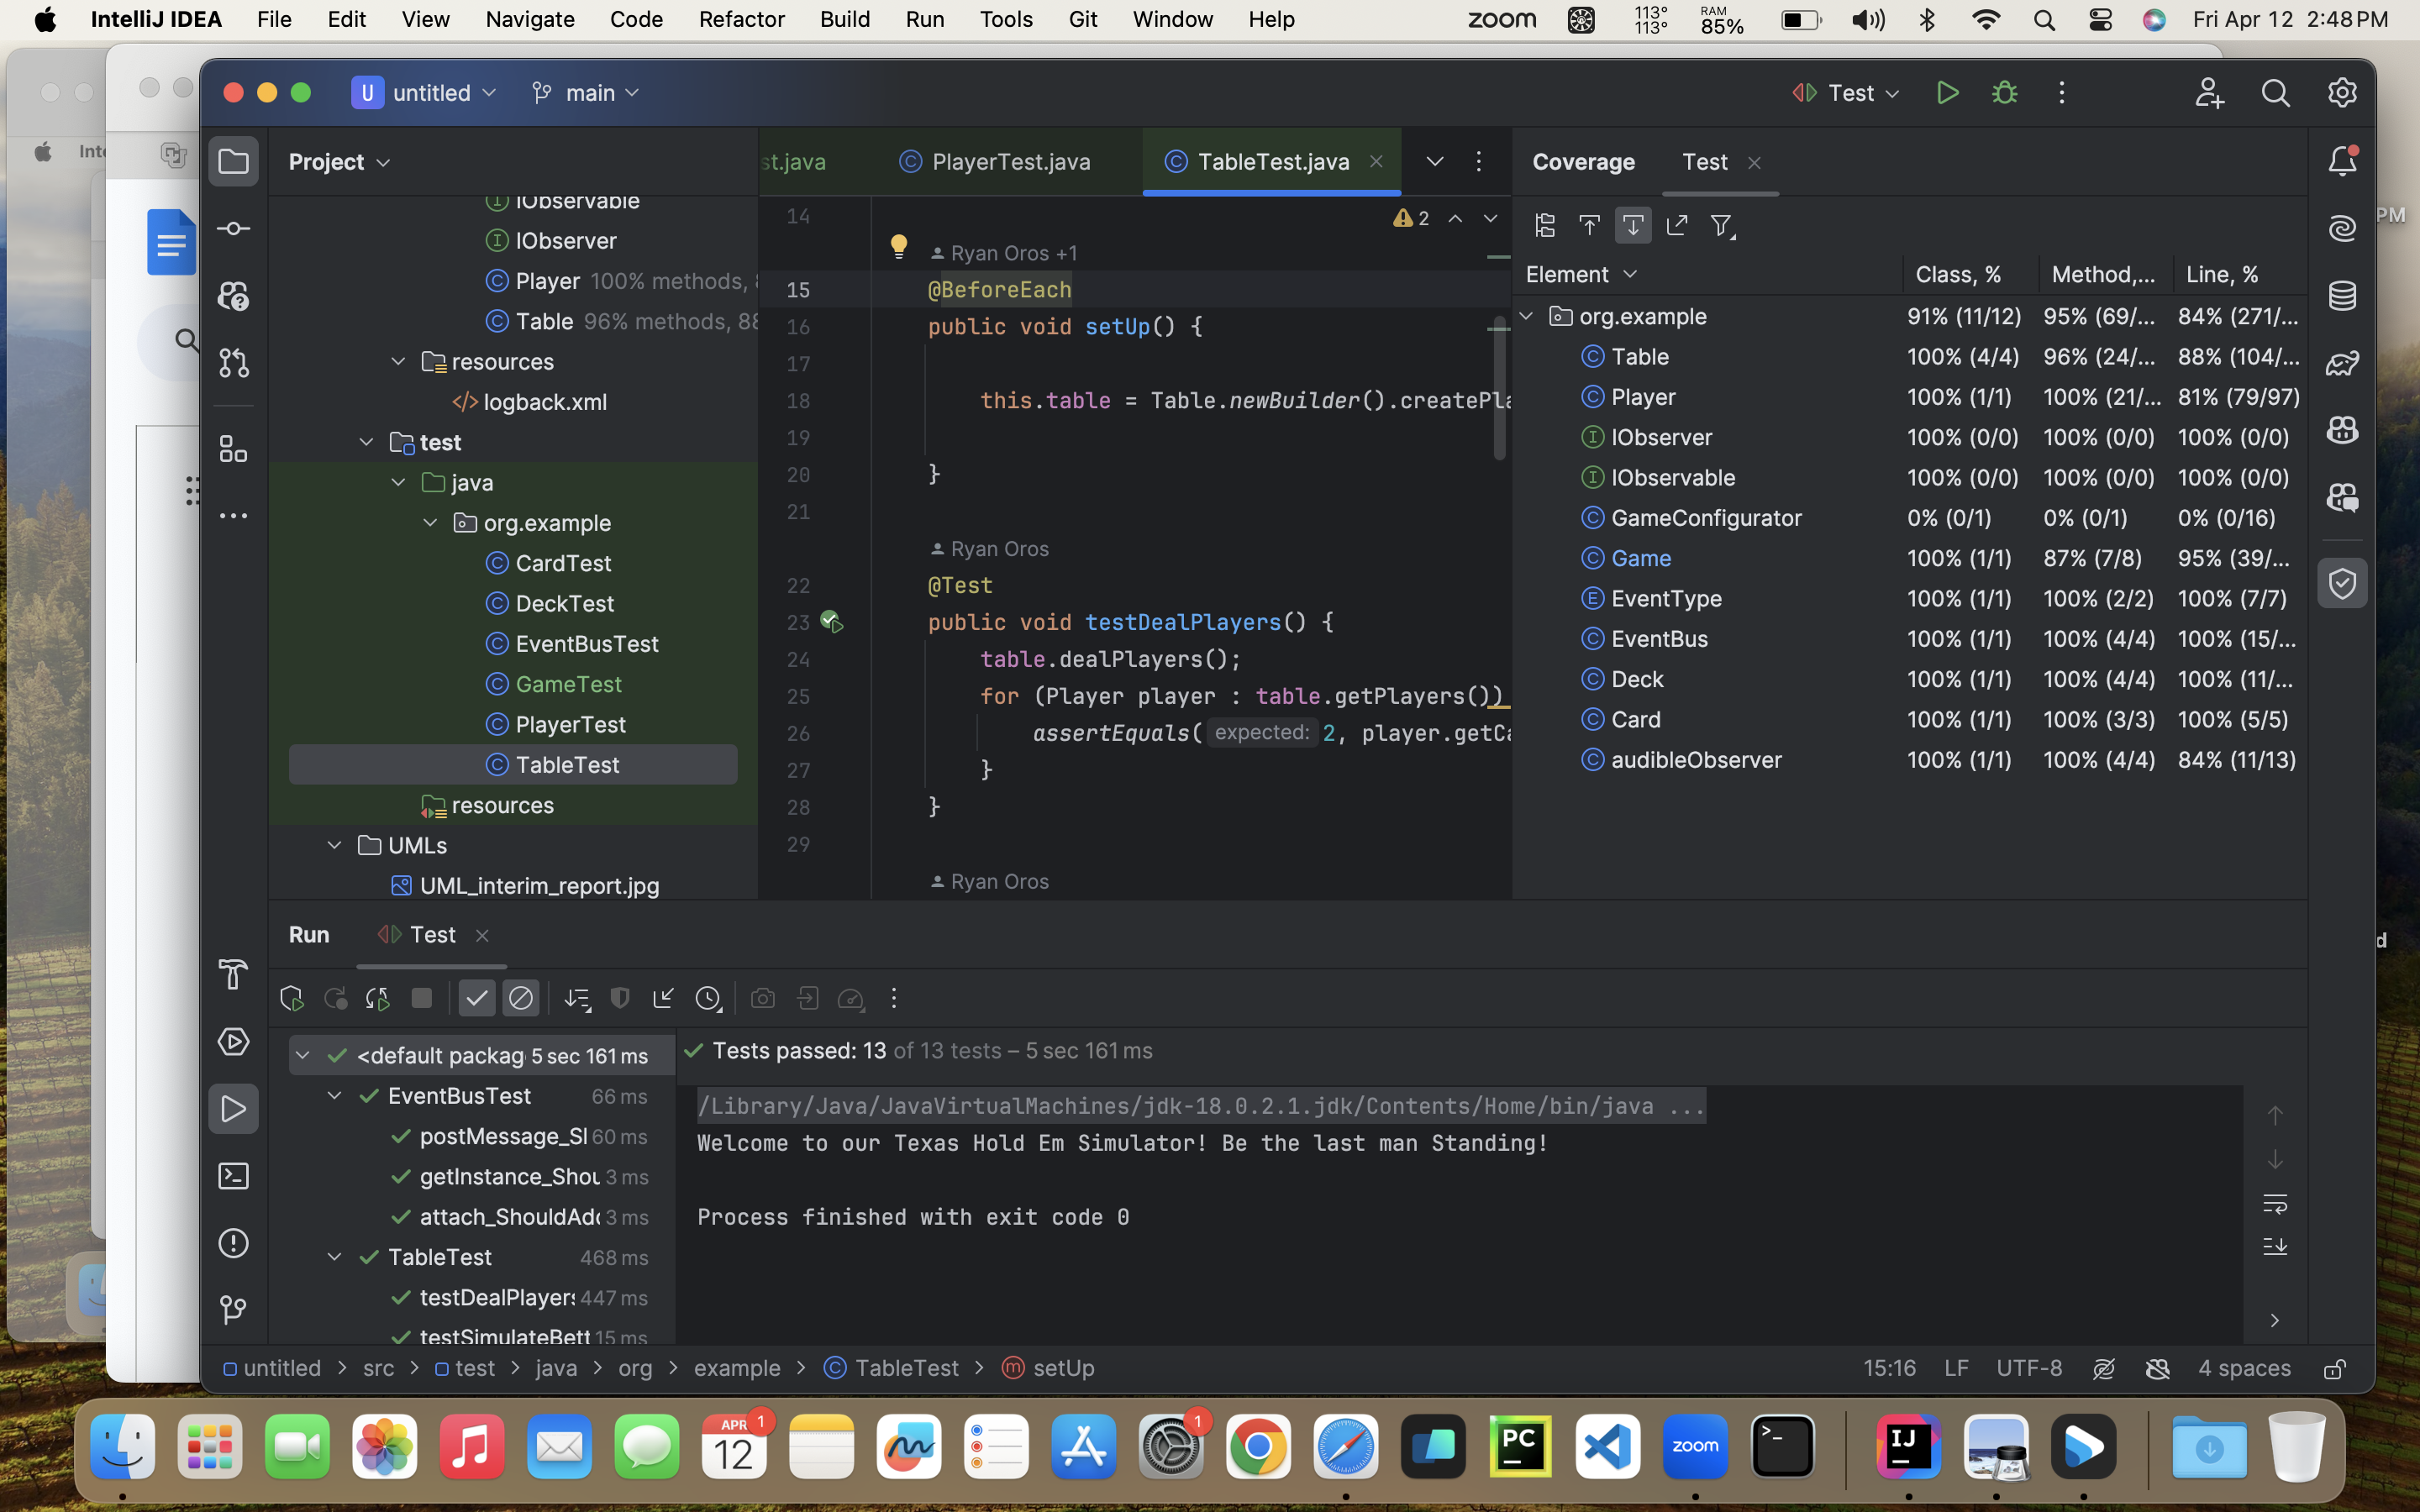 IntelliJ IDEA File Edit View Navigate Code Refactor Build Run Tools Git Window Help zoom 113° 113° RAM 85% Fri Apr 12 2:48 PM
U untitled main Test
Project
IObservable
IObserver
Player 100% methods,
Table 96% methods, 88
resources
logback.xml
test
java
org.example
CardTest
DeckTest
EventBusTest
GameTest
PlayerTest
TableTest
resources
UMLs
UML_interim_report.jpg
st.java PlayerTest.java TableTest.java
2
14
Ryan Oros +1
15 @BeforeEach
16 public void setUp() {
17
18 this.table = Table.newBuilder().createPla
19
20 }
21
Ryan Oros
22 @Test
23 public void testDealPlayers() {
24 table.dealPlayers();
25 for (Player player : table.getPlayers())
26 assertEquals( expected: 2, player.getCa
27 }
28 }
29
Ryan Oros
Coverage Test
Element Class, % Method,... Line, %
org.example 91% (11/12) 95% (69/... 84% (271/...
Table 100% (4/4) 96% (24/... 88% (104/...
Player 100% (1/1) 100% (21/... 81% (79/97)
IObserver 100% (0/0) 100% (0/0) 100% (0/0)
IObservable 100% (0/0) 100% (0/0) 100% (0/0)
GameConfigurator 0% (0/1) 0% (0/1) 0% (0/16)
Game 100% (1/1) 87% (7/8) 95% (39/...
EventType 100% (1/1) 100% (2/2) 100% (7/7)
EventBus 100% (1/1) 100% (4/4) 100% (15/...
Deck 100% (1/1) 100% (4/4) 100% (11/...
Card 100% (1/1) 100% (3/3) 100% (5/5)
audibleObserver 100% (1/1) 100% (4/4) 84% (11/13)
Run Test
<default packag 5 sec 161 ms
EventBusTest 66 ms
postMessage_Sl 60 ms
getInstance_Shou 3 ms
attach_ShouldAdd 3 ms
TableTest 468 ms
testDealPlayers 447 ms
testSimulateBett 15 ms
Tests passed: 13 of 13 tests – 5 sec 161 ms
/Library/Java/JavaVirtualMachines/jdk-18.0.2.1.jdk/Contents/Home/bin/java ...
Welcome to our Texas Hold Em Simulator! Be the last man Standing!
Process finished with exit code 0
untitled > src > test > java > org > example > TableTest > setUp 15:16 LF UTF-8 4 spaces
APR 12 1 1 PC zoom >_ IJ
PM